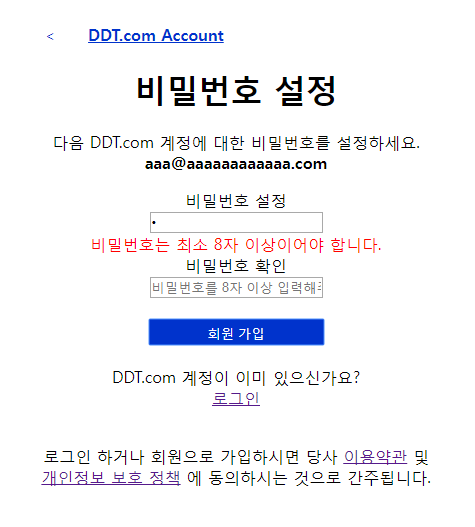 < DDT.com Account
비밀번호 설정
다음 DDT.com 계정에 대한 비밀번호를 설정하세요.
aaa@aaaaaaaaaaaa.com
비밀번호 설정
비밀번호는 최소 8자 이상이어야 합니다.
비밀번호 확인
비밀번호를 8자 이상 입력해
회원 가입
DDT.com 계정이 이미 있으신가요?
로그인
로그인 하거나 회원으로 가입하시면 당사 이용약관 및
개인정보 보호 정책 에 동의하시는 것으로 간주됩니다.